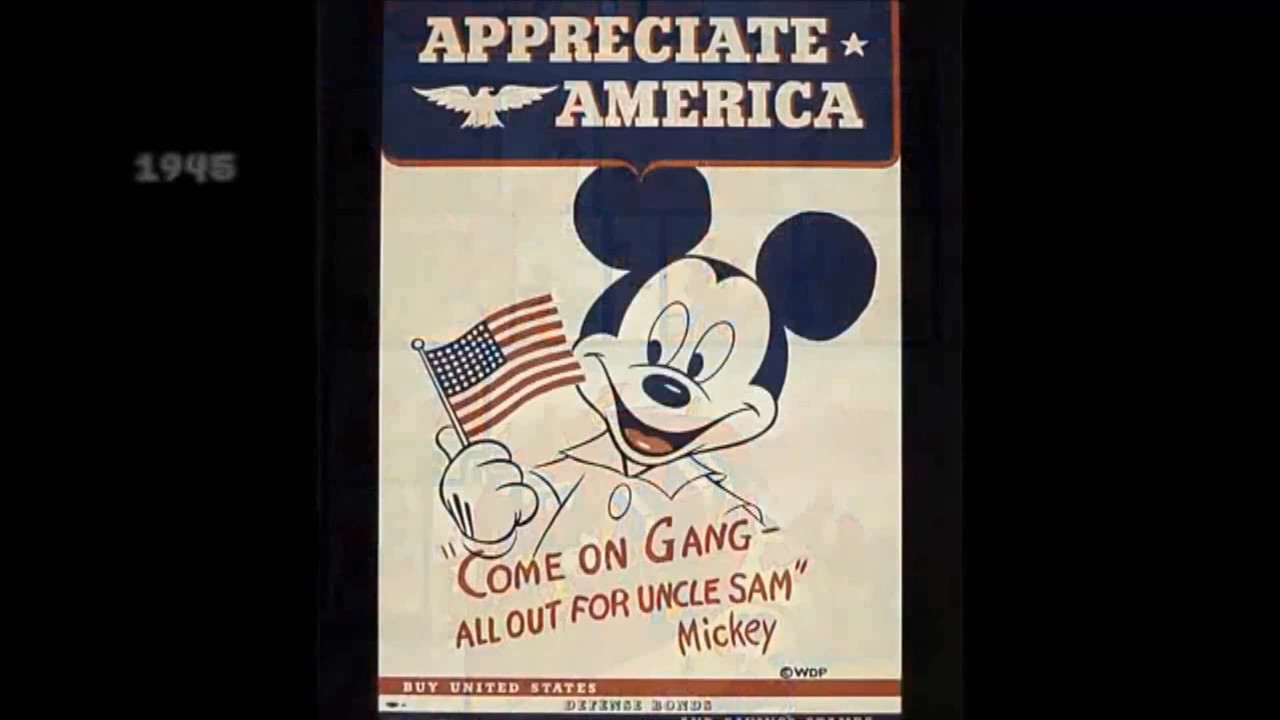 APPRECIATE
AMERICA
1945
"COME ON GANG-
ALL OUT FOR UNCLE SAM"
Mickey
©WDP
BUY UNITED STATES
DEFENSE BONDS